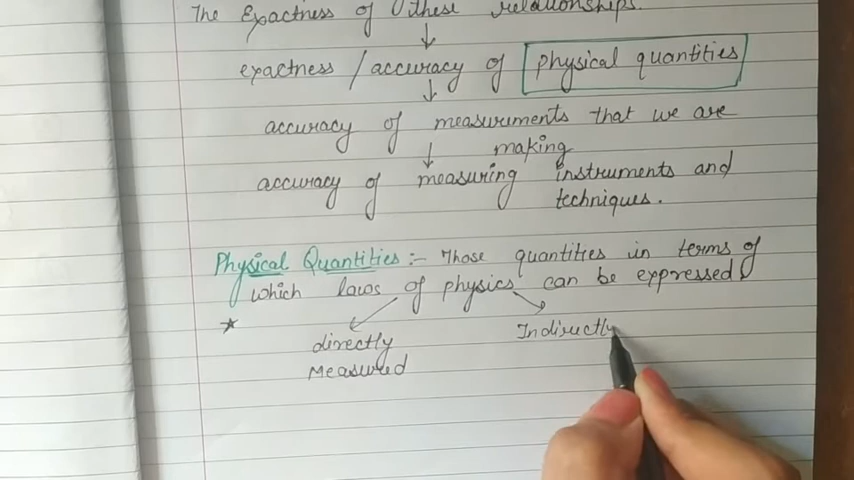 The Exactness of these relationships.
↓
exactness / accuracy of physical quantities
↓
accuracy of measurements that we are
↓ making
accuracy of measuring instruments and
techniques.
Physical Quantities :- Those quantities in terms of
which laws of physics can be expressed
directly Indirectly
Measured